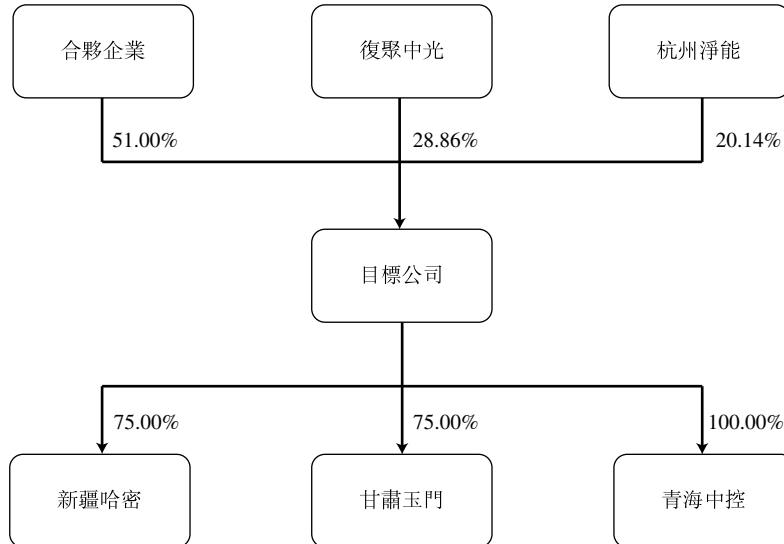 合夥企業
復聚中光
杭州淨能
51.00%
28.86%
20.14%
目標公司
75.00%
75.00%
100.00%
新疆哈密
甘肅玉門
青海中控